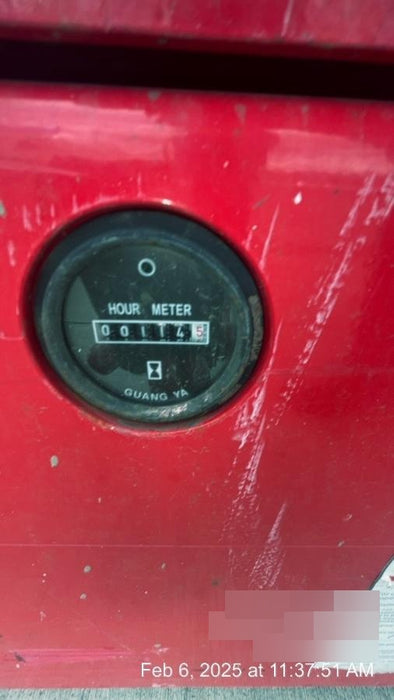 HOUR METER
001145
GUANG YA
Feb 6, 2025 at 11:37:51 AM